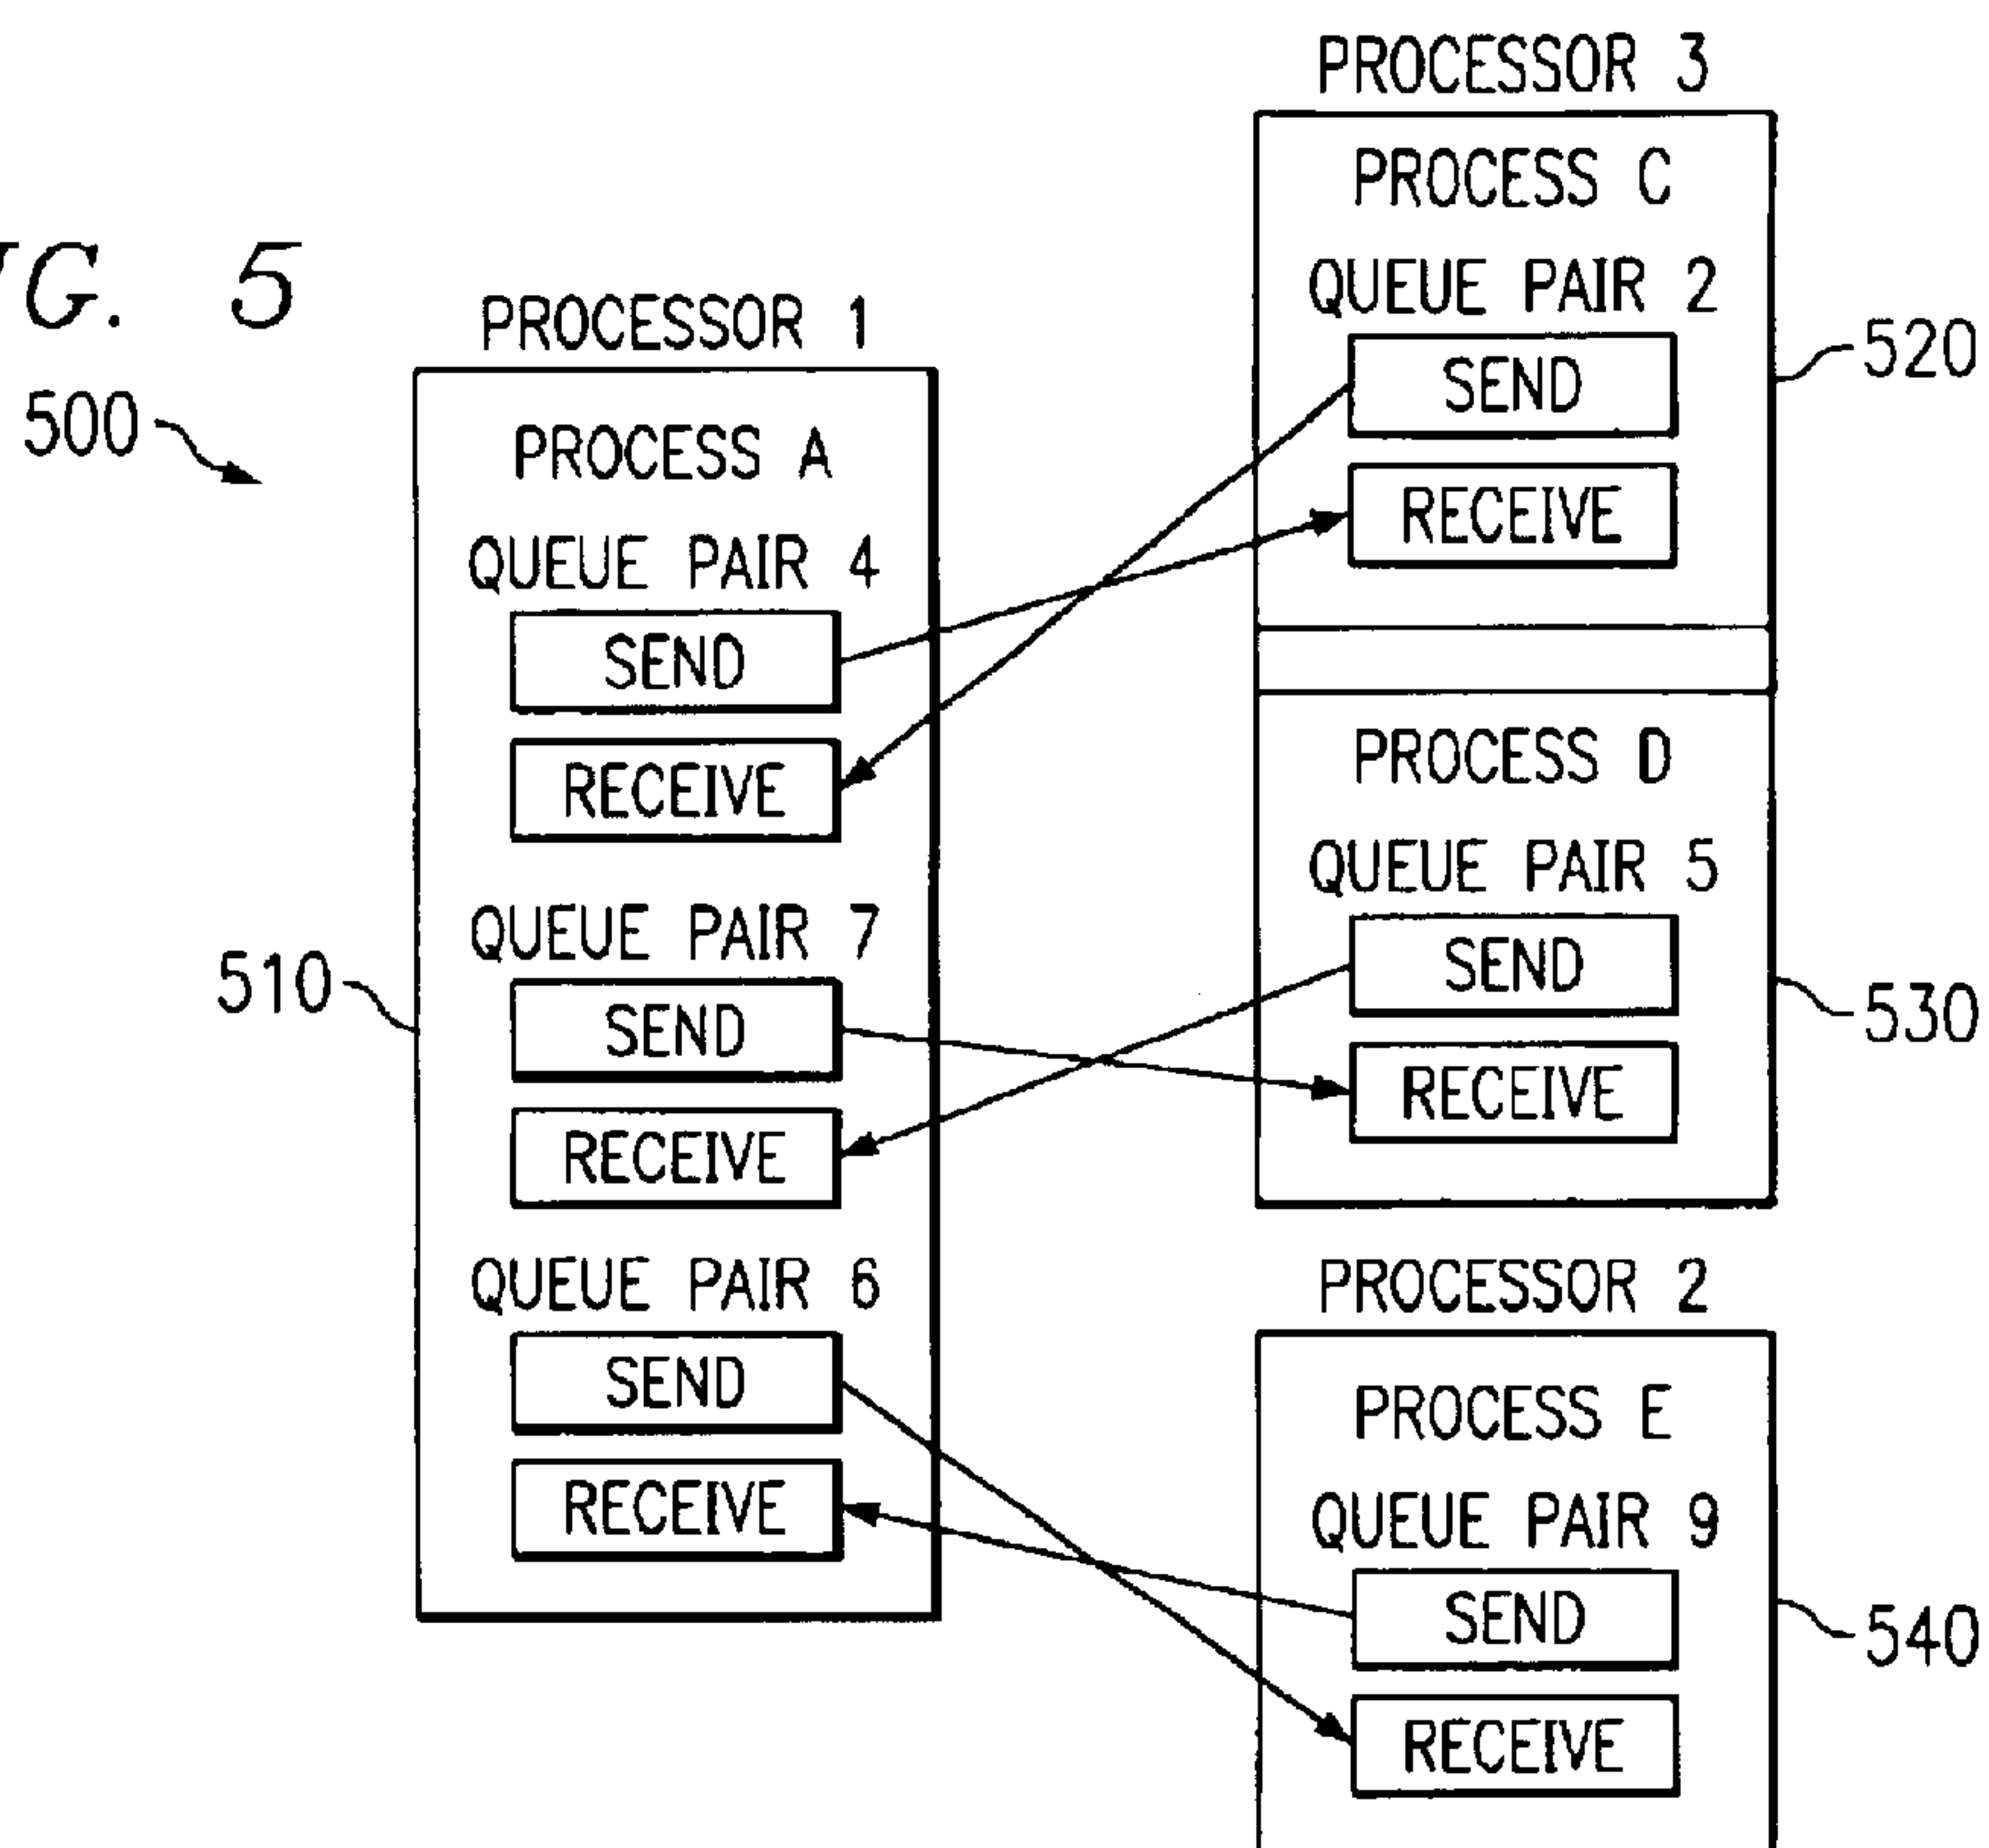 G. 5
500
PROCESSOR 1
PROCESS A
QUEUE PAIR 4
SEND
RECEIVE
QUEUE PAIR 7
SEND
RECEIVE
QUEUE PAIR 6
SEND
RECEIVE
510
PROCESSOR 3
PROCESS C
QUEUE PAIR 2
SEND
RECEIVE
520
PROCESS D
QUEUE PAIR 5
SEND
RECEIVE
530
PROCESSOR 2
PROCESS E
QUEUE PAIR 9
SEND
RECEIVE
540